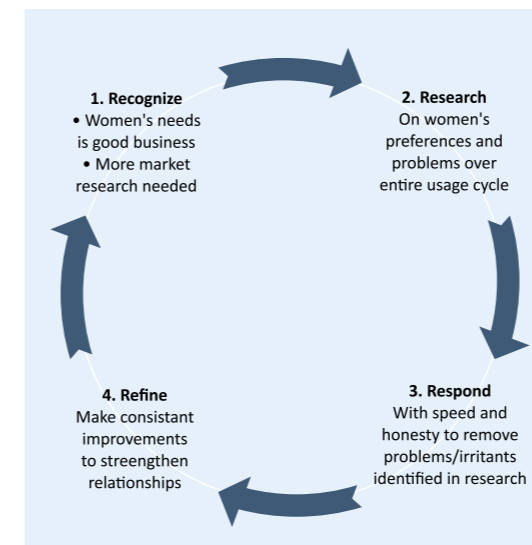 1. Recognize
• Women's needs
is good business
• More market
research needed
2. Research
On women's
preferences and
problems over
entire usage cycle
3. Respond
With speed and
honesty to remove
problems/irritants
identified in research
4. Refine
Make consistant
improvements
to streengthen
relationships